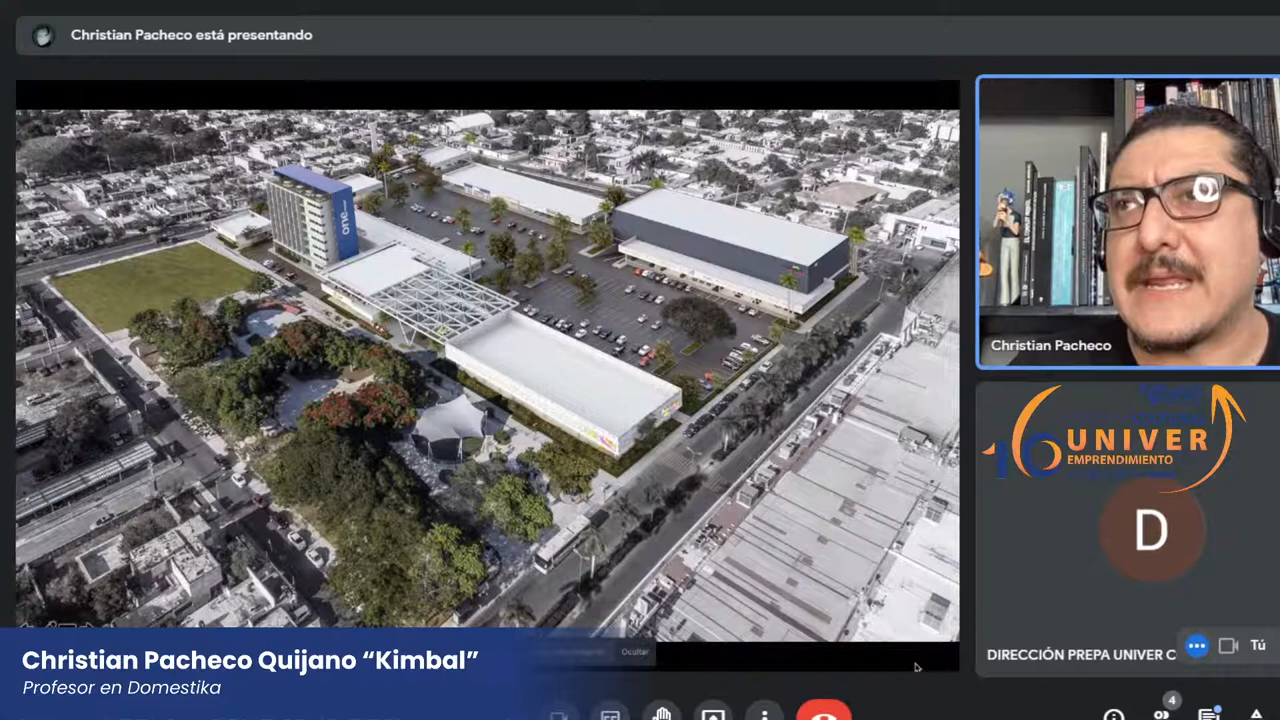 Christian Pacheco está presentando
one
Christian Pacheco
10
UNIVER
EMPRENDIMIENTO
D
DIRECCIÓN PREPA UNIVER C
Tú
Ocultar
Christian Pacheco Quijano “Kimbal”
Profesor en Domestika
4